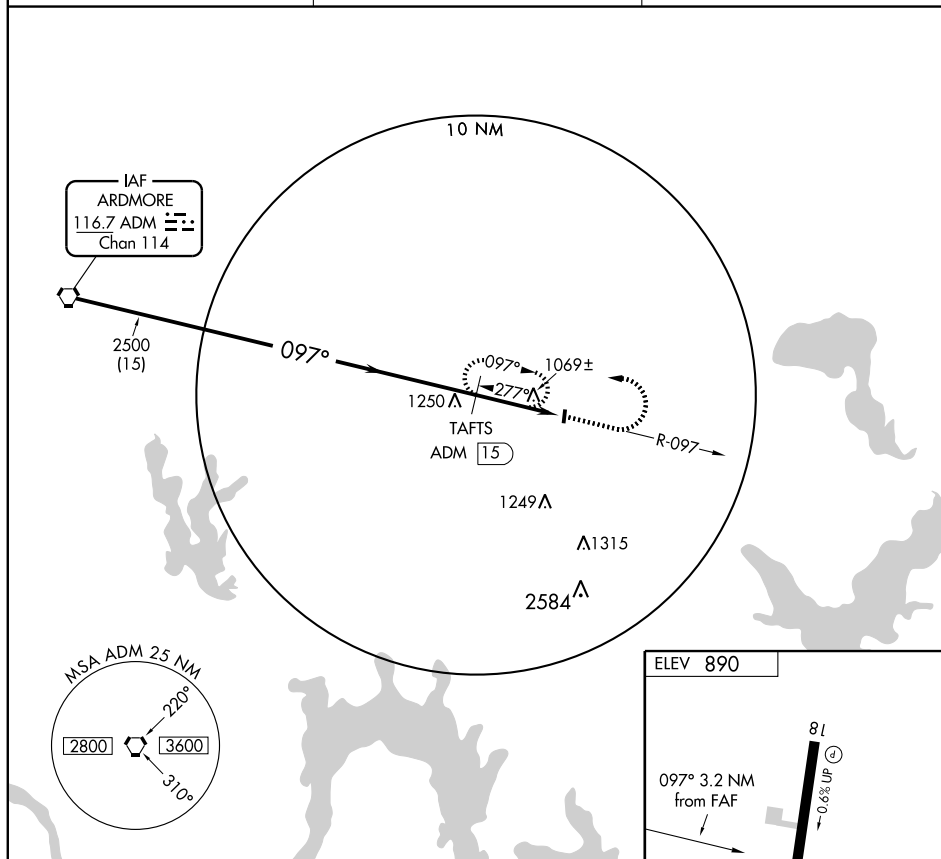 10 NM
IAF
ARDMORE
116.7 ADM
Chan 114
2500
(15)
097°
097°
1069±
277°
1250
TAFTS
ADM 15
R-097
1249
1315
2584
MSA ADM 25 NM
220°
2800
3600
310°
ELEV 890
18
P
0.6% UP
097° 3.2 NM
from FAF